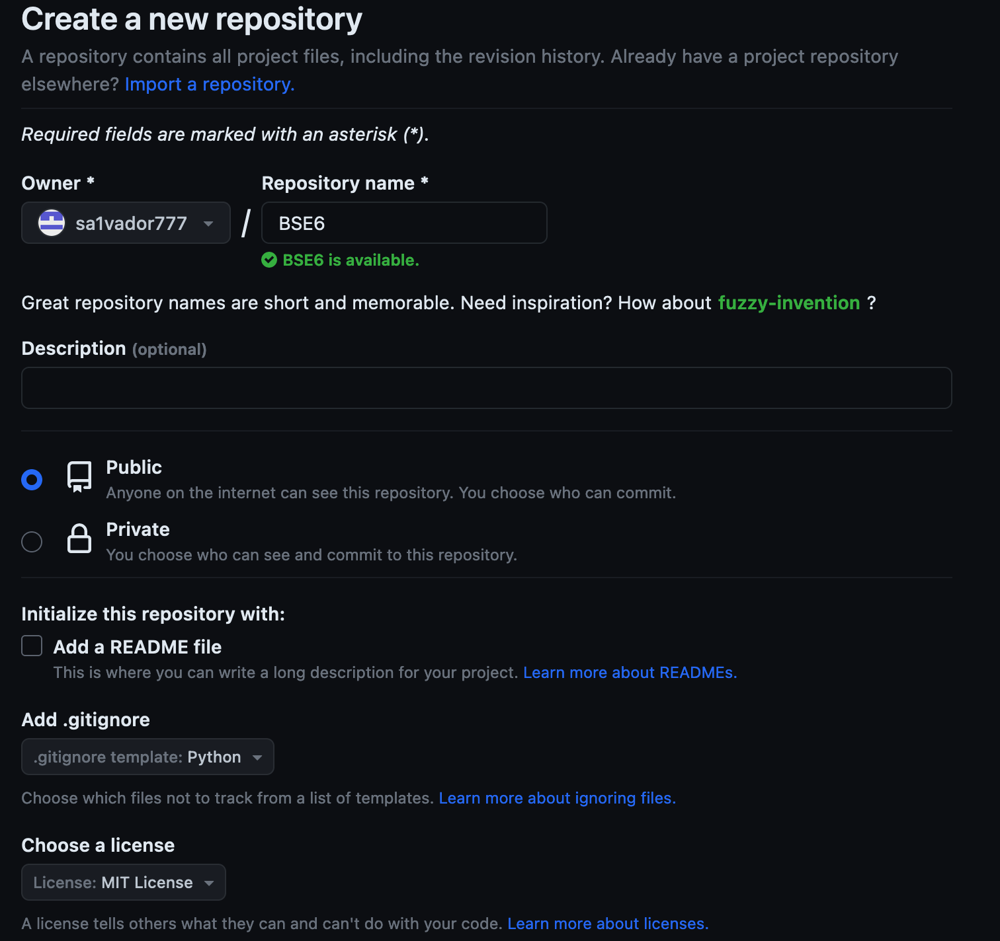 Create a new repository
A repository contains all project files, including the revision history. Already have a project repository
elsewhere? Import a repository.
Required fields are marked with an asterisk (*).
Owner *
Repository name *
sa1vador777
/
BSE6
BSE6 is available.
Great repository names are short and memorable. Need inspiration? How about fuzzy-invention ?
Description (optional)
Public
Anyone on the internet can see this repository. You choose who can commit.
Private
You choose who can see and commit to this repository.
Initialize this repository with:
Add a README file
This is where you can write a long description for your project. Learn more about READMEs.
Add .gitignore
.gitignore template: Python
Choose which files not to track from a list of templates. Learn more about ignoring files.
Choose a license
License: MIT License
A license tells others what they can and can't do with your code. Learn more about licenses.